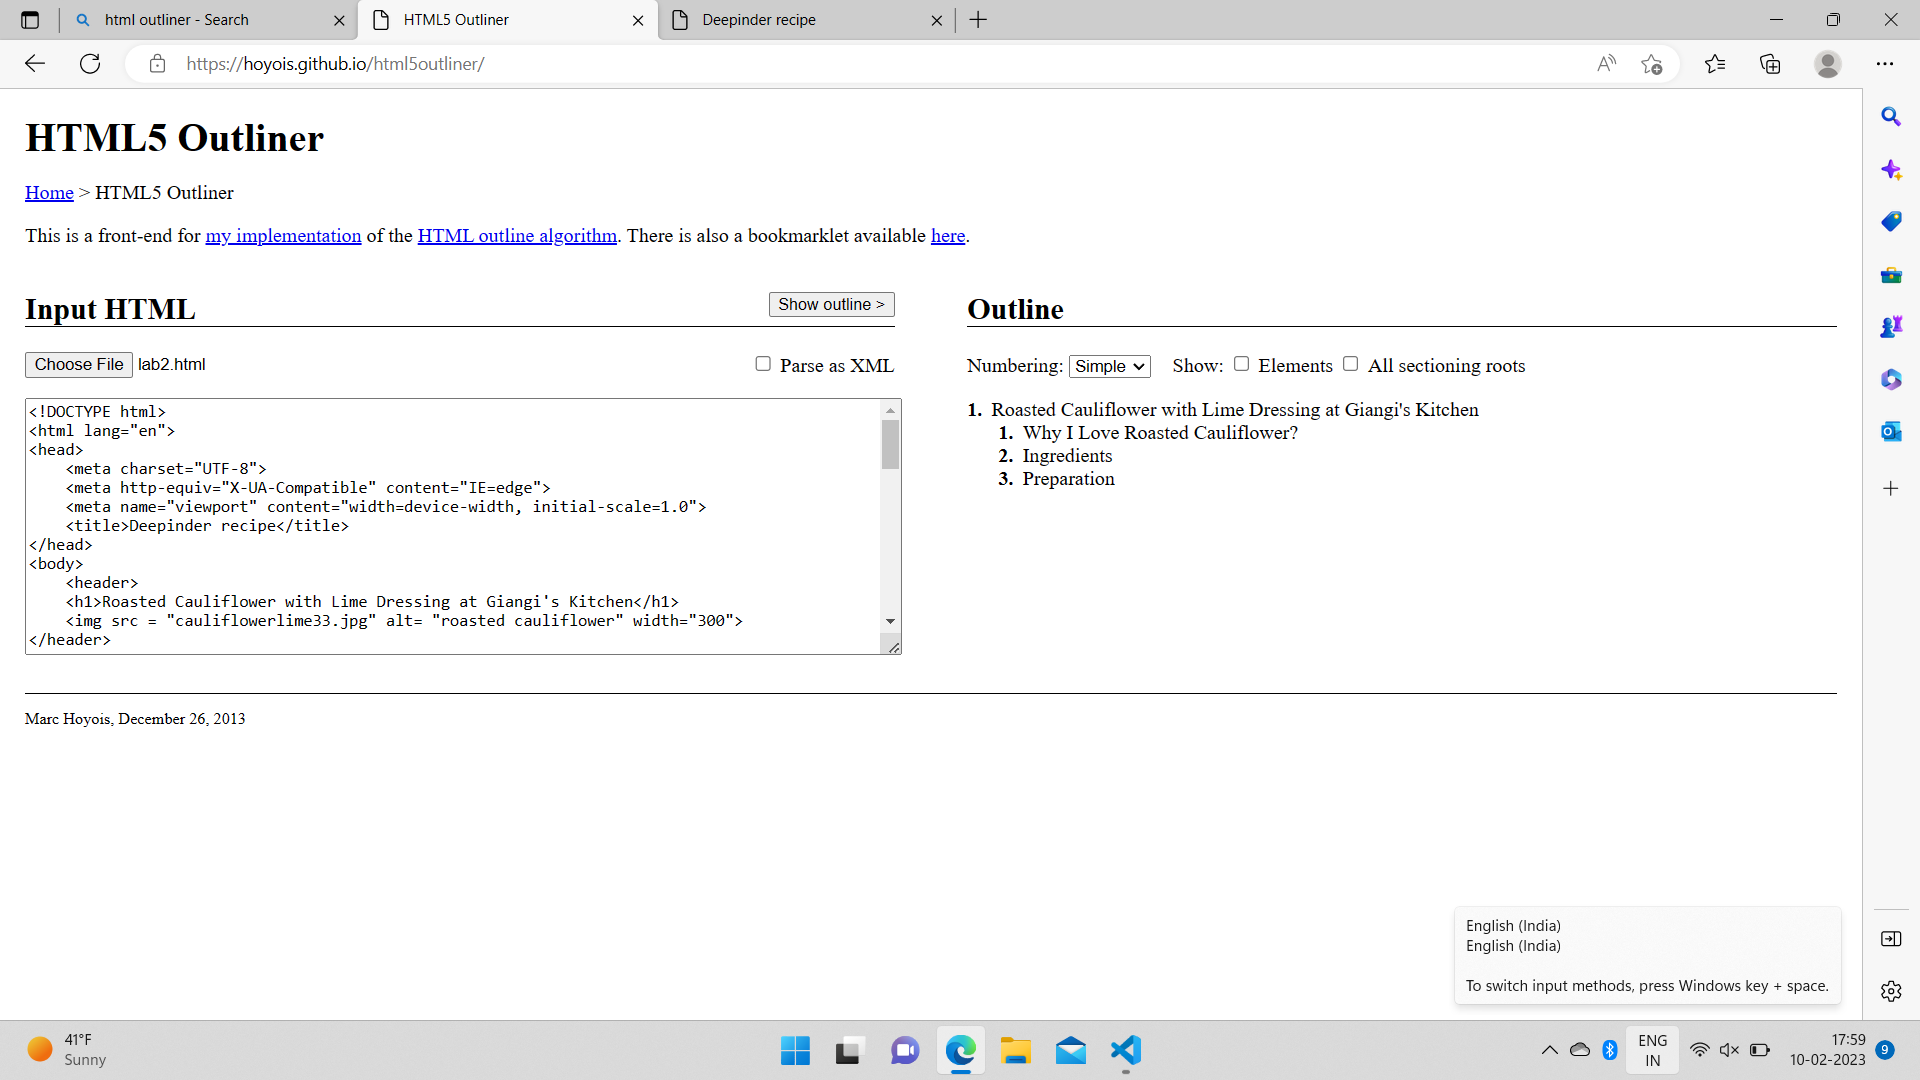 html outliner - Search
HTML5 Outliner
Deepinder recipe
https://hoyois.github.io/html5outliner/
HTML5 Outliner
Home > HTML5 Outliner
This is a front-end for my implementation of the HTML outline algorithm. There is also a bookmarklet available here.
Input HTML
Show outline >
Choose File lab2.html
Parse as XML
<!DOCTYPE html>
<html lang="en">
<head>
<meta charset="UTF-8">
<meta http-equiv="X-UA-Compatible" content="IE=edge">
<meta name="viewport" content="width=device-width, initial-scale=1.0">
<title>Deepinder recipe</title>
</head>
<body>
<header>
<h1>Roasted Cauliflower with Lime Dressing at Giangi's Kitchen</h1>
<img src = "cauliflowerlime33.jpg" alt= "roasted cauliflower" width="300">
</header>
Outline
Numbering: Simple Show: Elements All sectioning roots
1. Roasted Cauliflower with Lime Dressing at Giangi's Kitchen
1. Why I Love Roasted Cauliflower?
2. Ingredients
3. Preparation
Marc Hoyois, December 26, 2013
English (India)
English (India)
To switch input methods, press Windows key + space.
41°F
Sunny
ENG
IN
17:59
10-02-2023
9